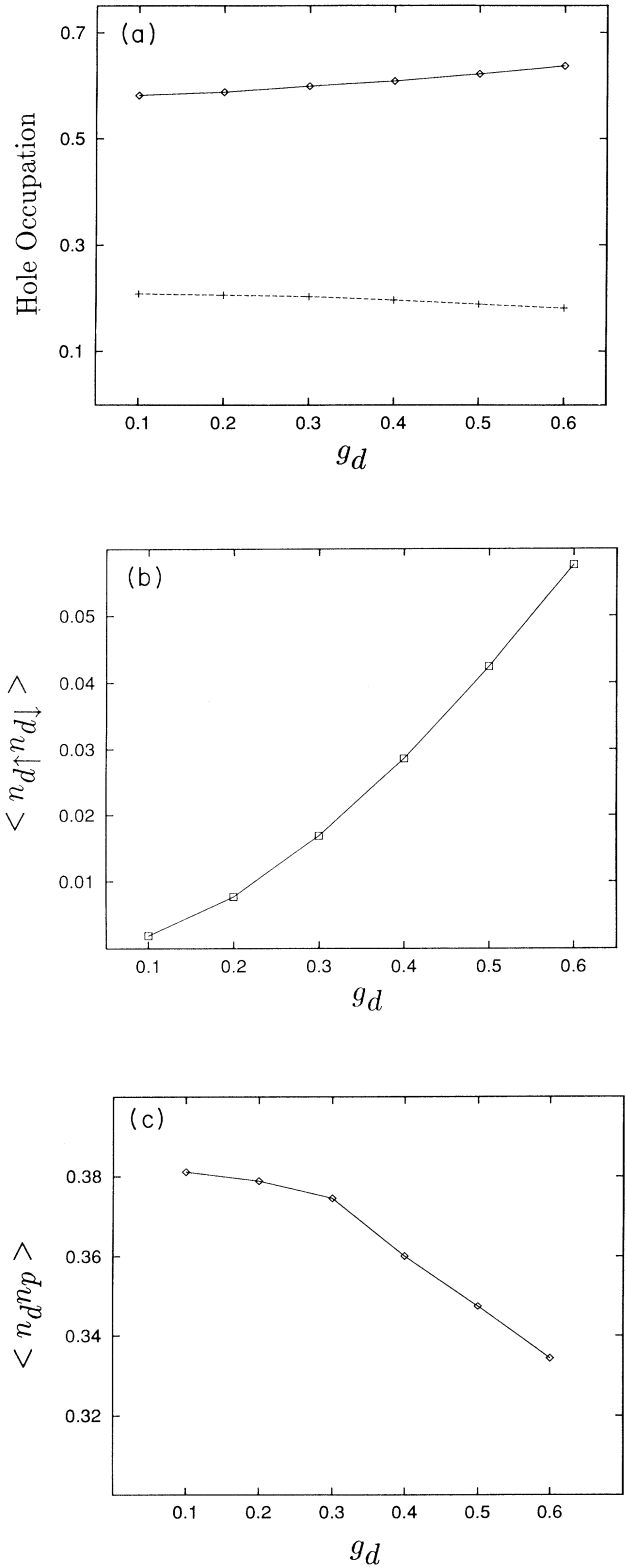 (a)
0.7
0.5
0.3
0.1
Hole Occupation
0.1 0.2 0.3 0.4 0.5 0.6
g_d
(b)
0.05
0.04
0.03
0.02
0.01
< n_{d↑}n_{d↓} >
0.1 0.2 0.3 0.4 0.5 0.6
g_d
(c)
0.38
0.36
0.34
0.32
< n_d n_p >
0.1 0.2 0.3 0.4 0.5 0.6
g_d